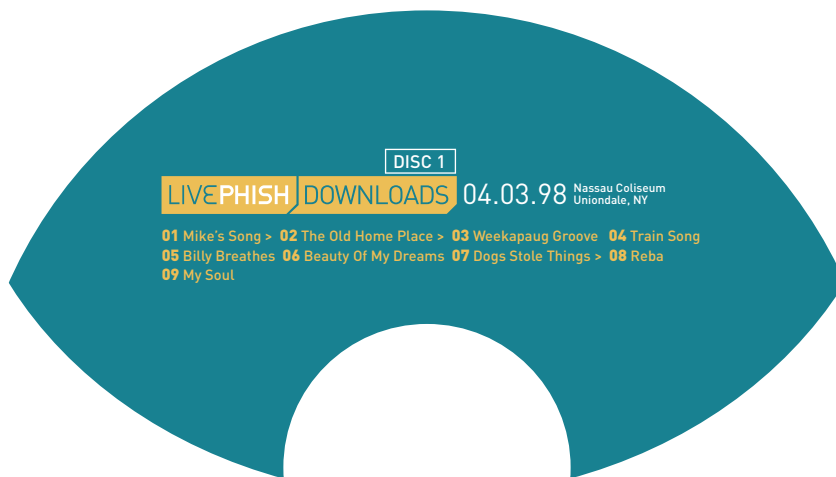 DISC 1
LIVEPHISH DOWNLOADS 04.03.98 Nassau Coliseum
Uniondale, NY
01 Mike's Song > 02 The Old Home Place > 03 Weekapaug Groove 04 Train Song
05 Billy Breathes 06 Beauty Of My Dreams 07 Dogs Stole Things > 08 Reba
09 My Soul